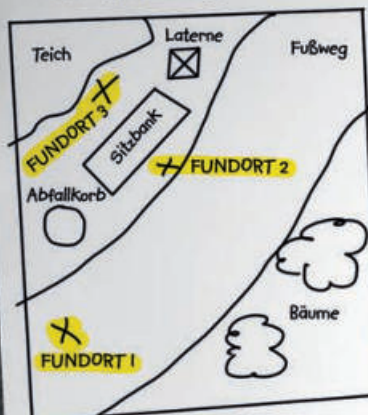 Teich
Laterne
Fußweg
FUNDORT 3
Sitzbank
FUNDORT 2
Abfallkorb
Bäume
FUNDORT 1